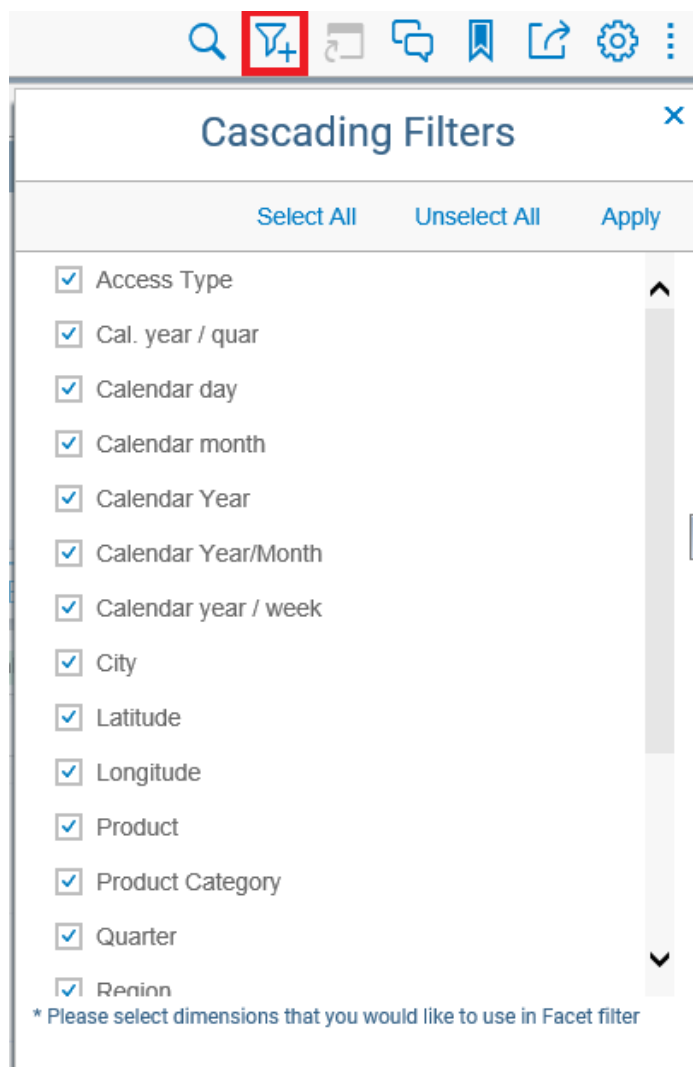 Cascading Filters
Select All Unselect All Apply
Access Type
Cal. year / quar
Calendar day
Calendar month
Calendar Year
Calendar Year/Month
Calendar year / week
City
Latitude
Longitude
Product
Product Category
Quarter
Region
* Please select dimensions that you would like to use in Facet filter